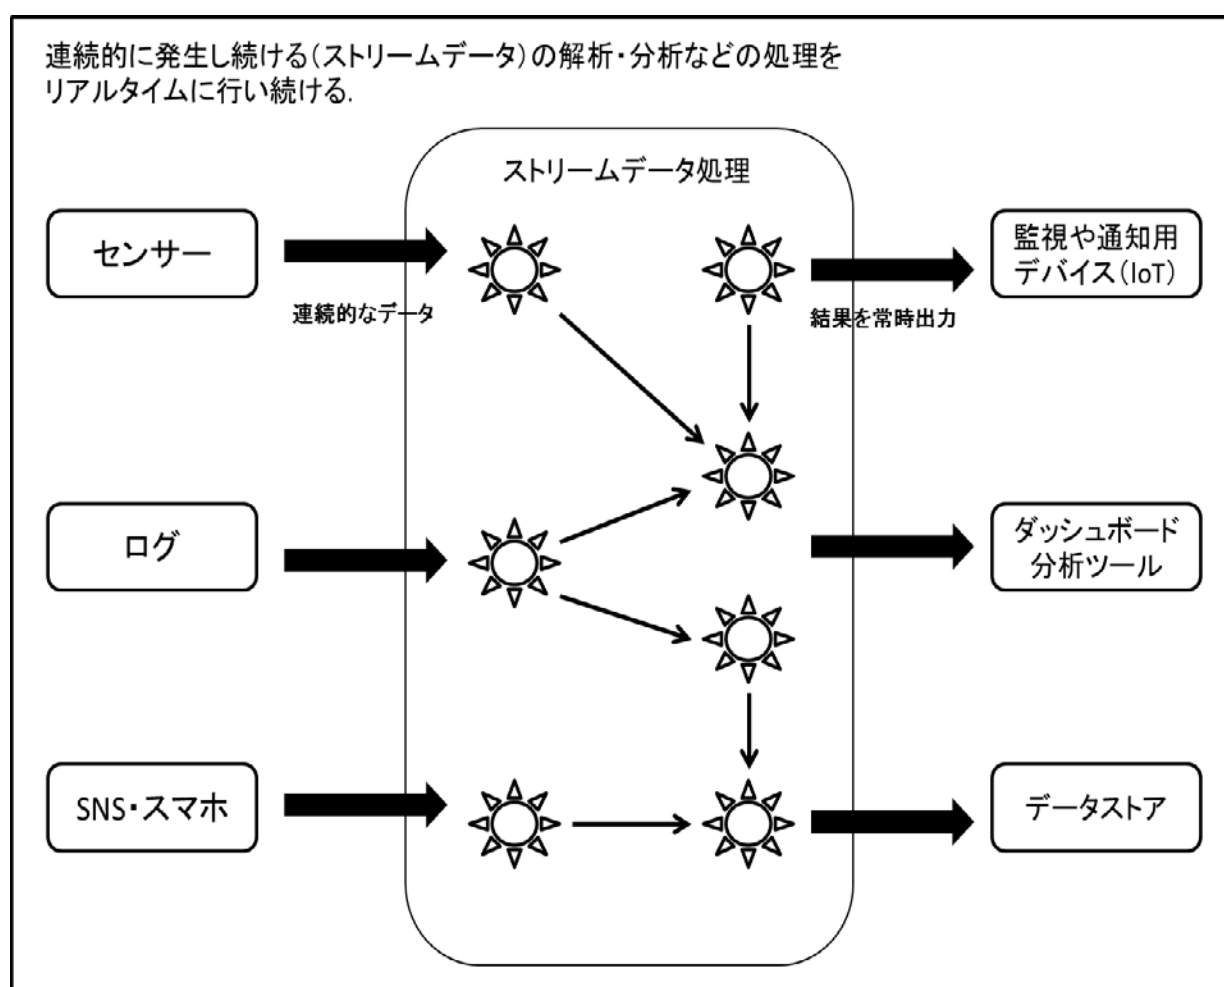 連続的に発生し続ける(ストリームデータ)の解析・分析などの処理を
リアルタイムに行い続ける.
ストリームデータ処理
センサー
連続的なデータ
監視や通知用
デバイス(IoT)
結果を常時出力
ログ
ダッシュボード
分析ツール
SNS・スマホ
データストア